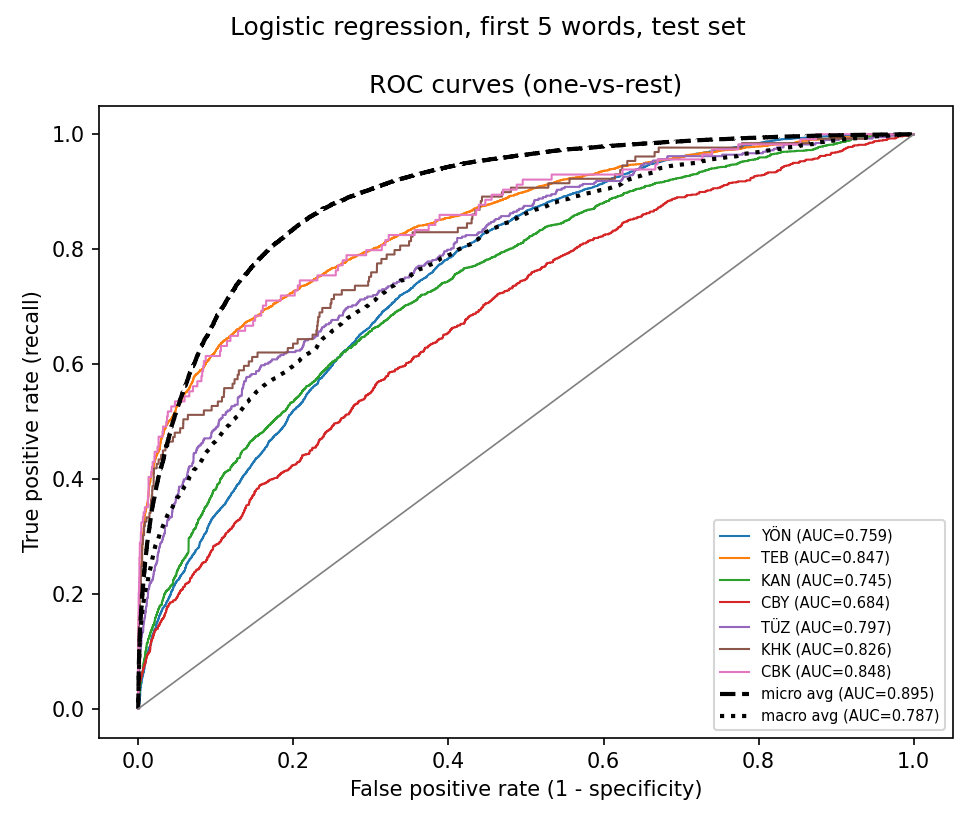 Logistic regression, first 5 words, test set
ROC curves (one-vs-rest)
True positive rate (recall)
1.0
0.8
0.6
0.4
0.2
0.0
YÖN (AUC=0.759)
TEB (AUC=0.847)
KAN (AUC=0.745)
CBY (AUC=0.684)
TÜZ (AUC=0.797)
KHK (AUC=0.826)
CBK (AUC=0.848)
micro avg (AUC=0.895)
macro avg (AUC=0.787)
0.0 0.2 0.4 0.6 0.8 1.0
False positive rate (1 - specificity)